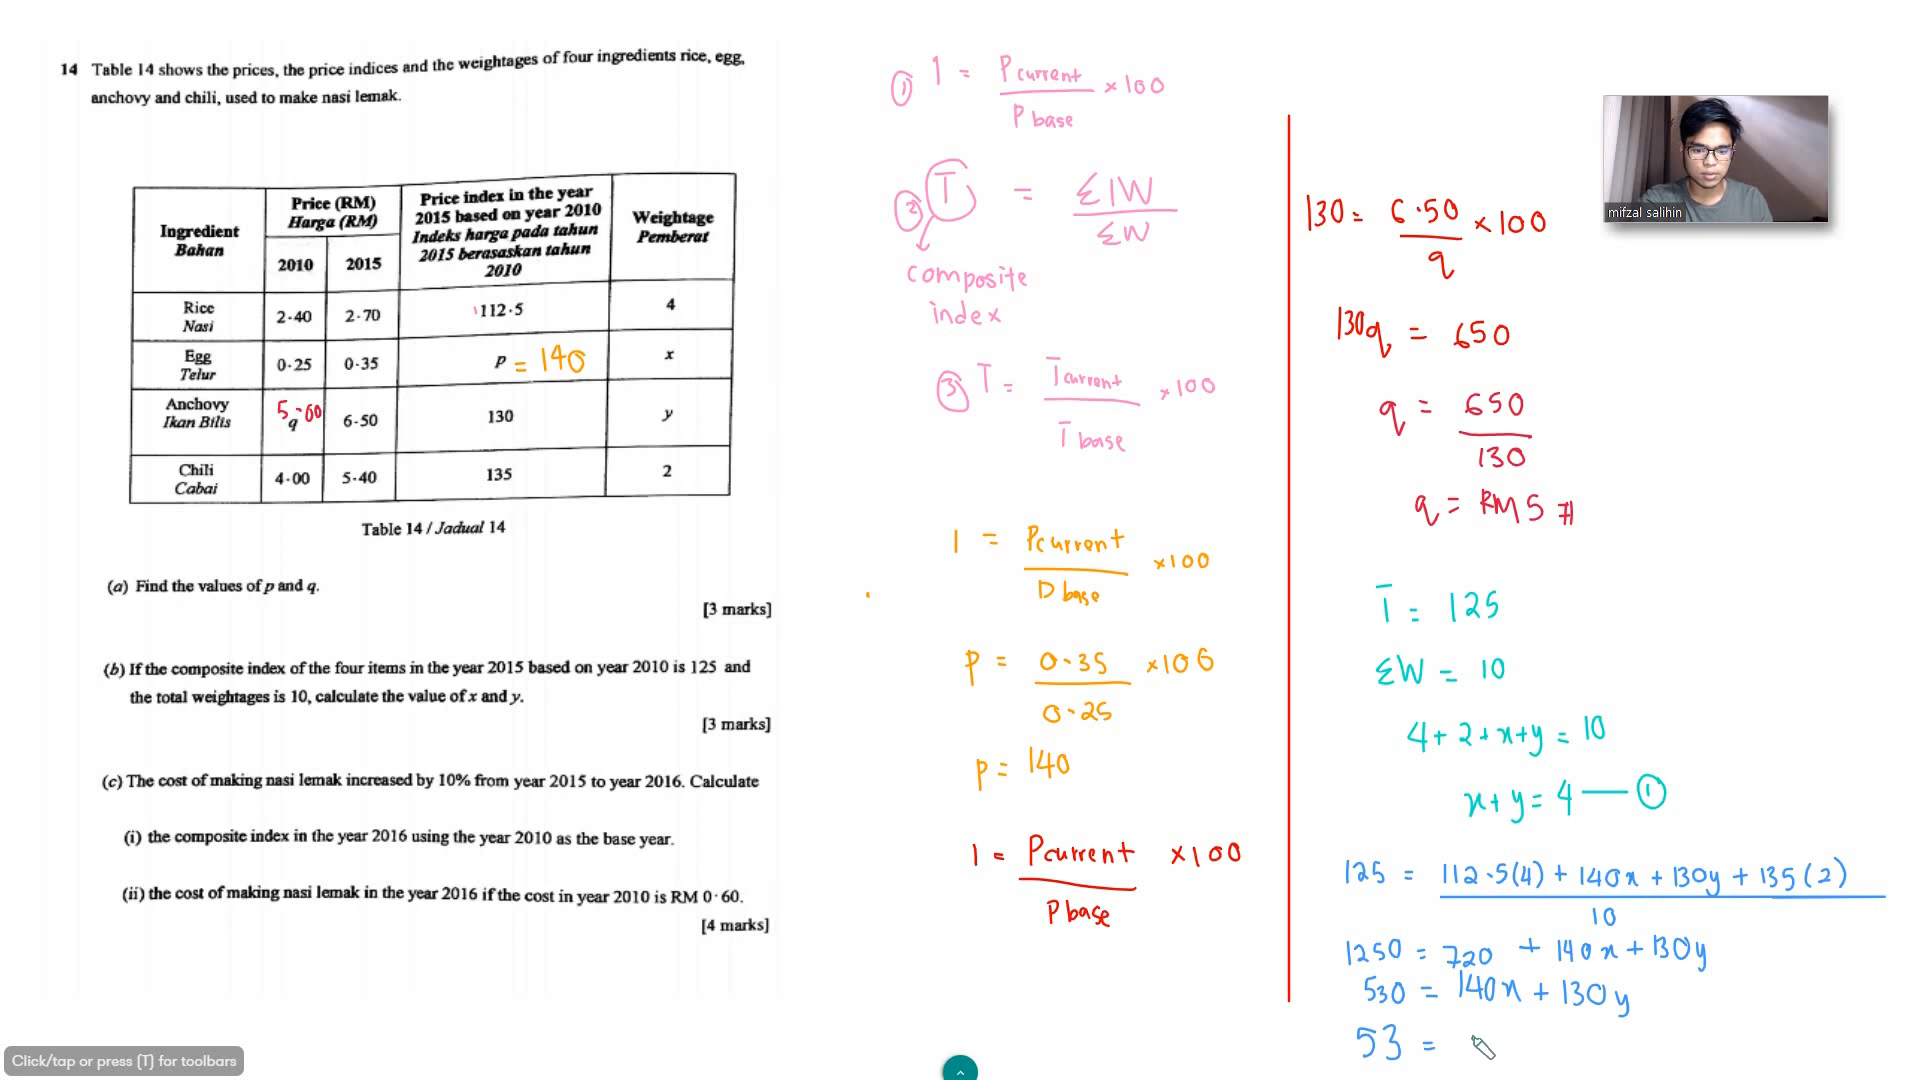 14 Table 14 shows the prices, the price indices and the weightages of four ingredients rice, egg,
anchovy and chili, used to make nasi lemak.
Ingredient
Bahan
Price (RM)
Harga (RM)
2010
2015
Price index in the year
2015 based on year 2010
Indeks harga pada tahun
2015 berasaskan tahun
2010
Weightage
Pemberat
Rice
Nasi
2·40
2·70
112·5
4
Egg
Telur
0·25
0·35
P = 140
x
Anchovy
Ikan Bilis
5·00
q
6·50
130
y
Chili
Cabai
4·00
5·40
135
2
Table 14 / Jadual 14
(a) Find the values of p and q.
[3 marks]
(b) If the composite index of the four items in the year 2015 based on year 2010 is 125 and
the total weightages is 10, calculate the value of x and y.
[3 marks]
(c) The cost of making nasi lemak increased by 10% from year 2015 to year 2016. Calculate
(i) the composite index in the year 2016 using the year 2010 as the base year.
(ii) the cost of making nasi lemak in the year 2016 if the cost in year 2010 is RM 0·60.
[4 marks]
① I = P current / P base × 100
② Ī = ΣIW / ΣW
composite
index
③ Ī = Ī current / Ī base × 100
I = P current / P base × 100
P = 0·35 / 0·25 × 100
P = 140
I = P current / P base × 100
130 = 6·50 / q × 100
130q = 650
q = 650 / 130
q = RM 5 #
Ī = 125
ΣW = 10
4 + 2 + x + y = 10
x + y = 4 — ①
125 = 112·5(4) + 140x + 130y + 135(2) / 10
1250 = 720 + 140x + 130y
530 = 140x + 130y
53 =
mifzal salihin
Click/tap or press (T) for toolbars